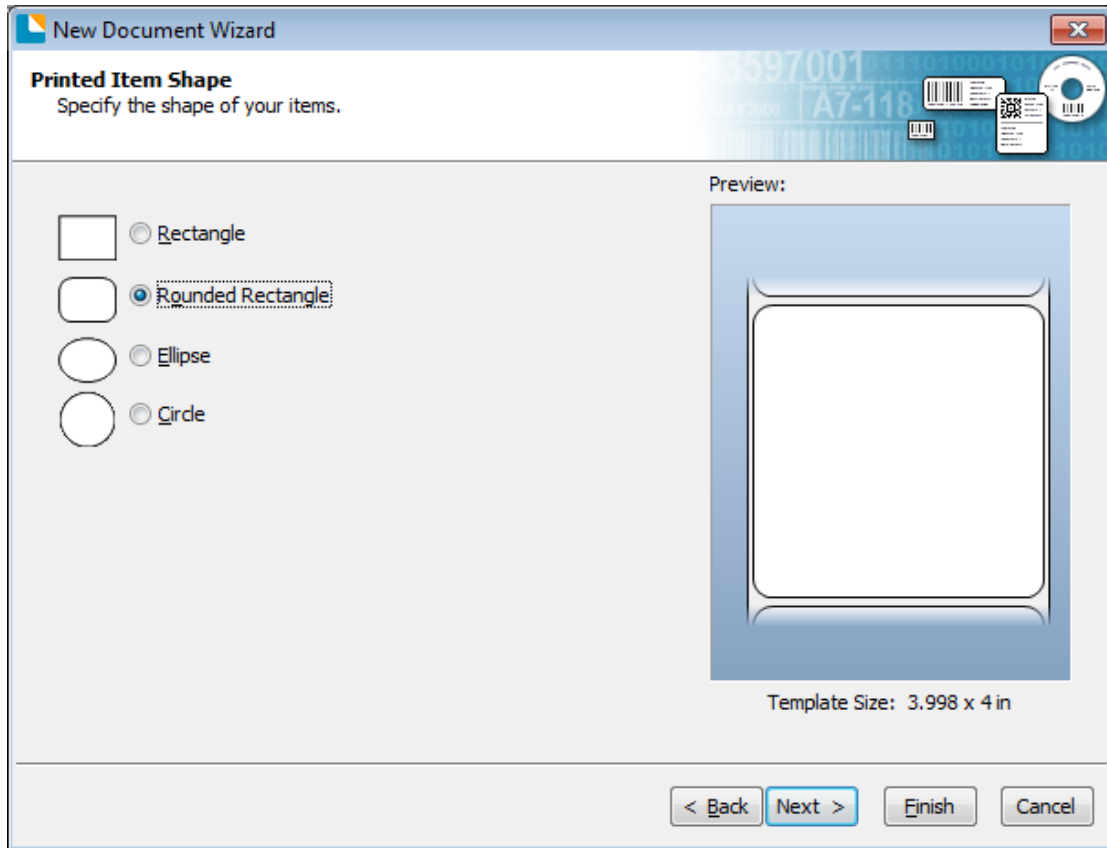 New Document Wizard
Printed Item Shape
Specify the shape of your items.
43597001
A7-118
Preview:
Rectangle
Rounded Rectangle
Ellipse
Circle
Template Size: 3.998 x 4 in
< Back
Next >
Finish
Cancel